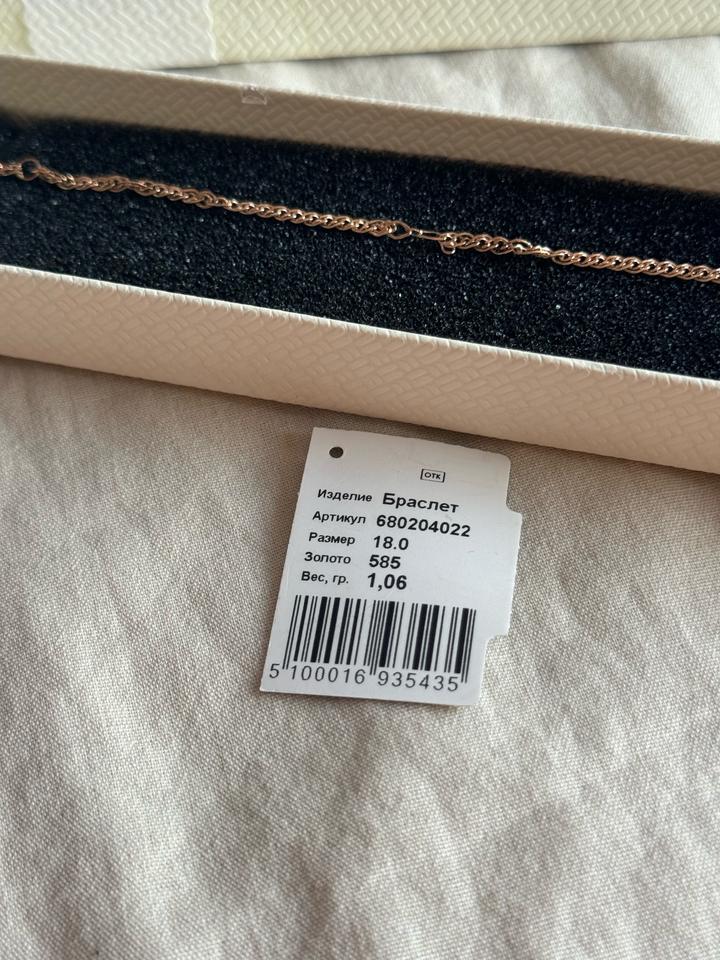 ОТК
Изделие Браслет
Артикул 680204022
Размер 18.0
Золото 585
Вес, гр. 1,06
5 100016 935435